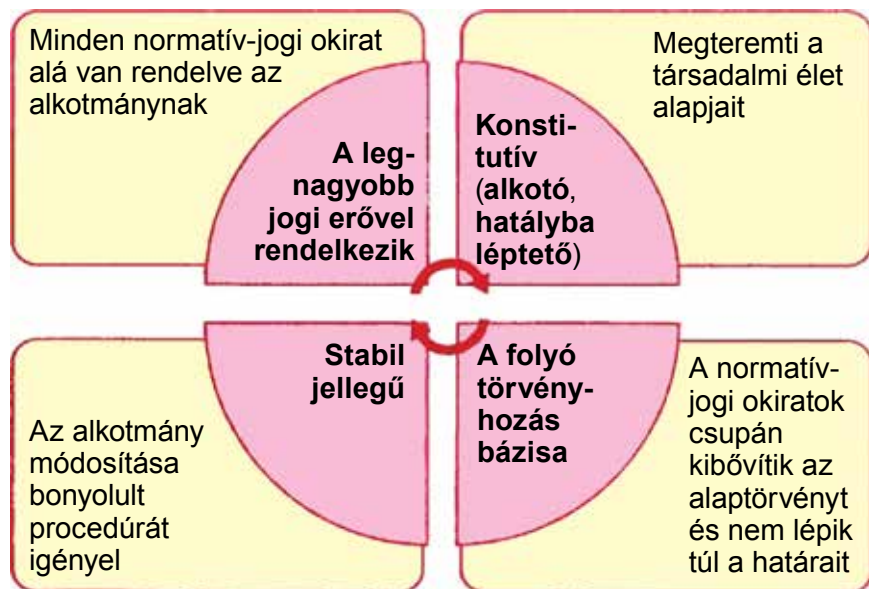 Minden normatív-jogi okirat
alá van rendelve az
alkotmánynak
A leg-
nagyobb
jogi erővel
rendelkezik
Megteremti a
társadalmi élet
alapjait
Konsti-
tutív
(alkotó,
hatályba
léptető)
Stabil
jellegű
Az alkotmány
módosítása
bonyolult
procedúrát
igényel
A folyó
törvény-
hozás
bázisa
A normatív-
jogi okiratok
csupán
kibővítik az
alaptörvényt
és nem lépik
túl a határait